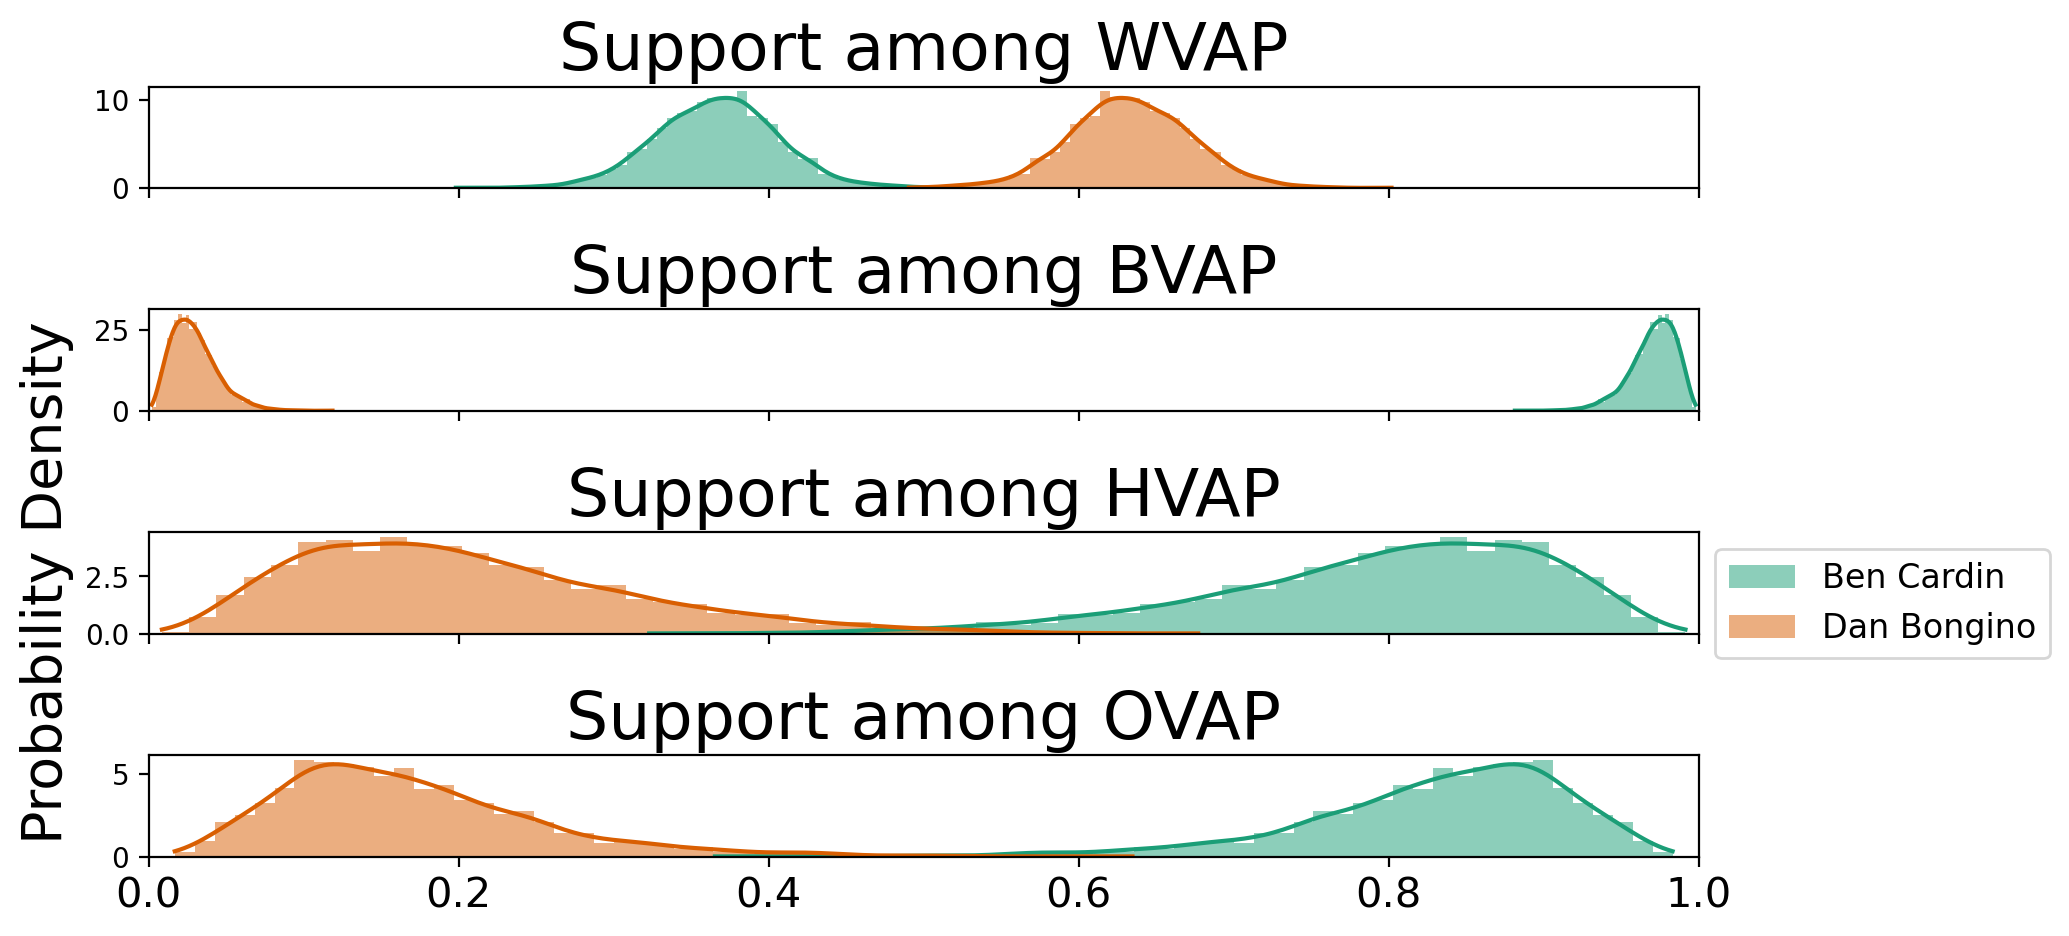 Support among WVAP
10
0
Support among BVAP
25
0
Support among HVAP
2.5
0.0
Support among OVAP
5
0
0.0 0.2 0.4 0.6 0.8 1.0
Probability Density
Ben Cardin
Dan Bongino